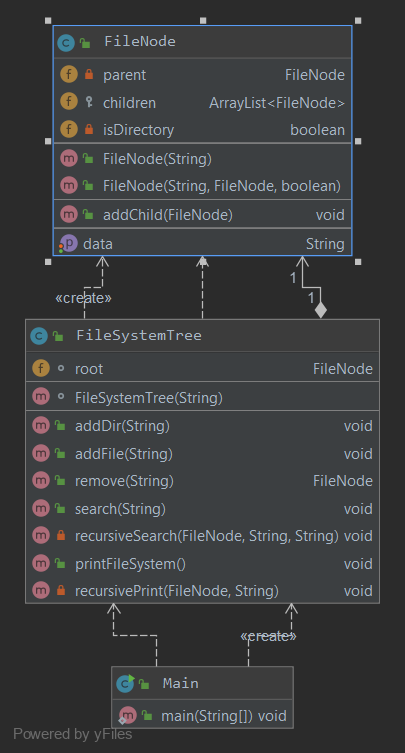 FileNode
parent FileNode
children ArrayList<FileNode>
isDirectory boolean
FileNode(String)
FileNode(String, FileNode, boolean)
addChild(FileNode) void
data String
«create»
1
1
FileSystemTree
root FileNode
FileSystemTree(String)
addDir(String) void
addFile(String) void
remove(String) FileNode
search(String) void
recursiveSearch(FileNode, String, String) void
printFileSystem() void
recursivePrint(FileNode, String) void
«create»
Main
main(String[]) void
Powered by yFiles